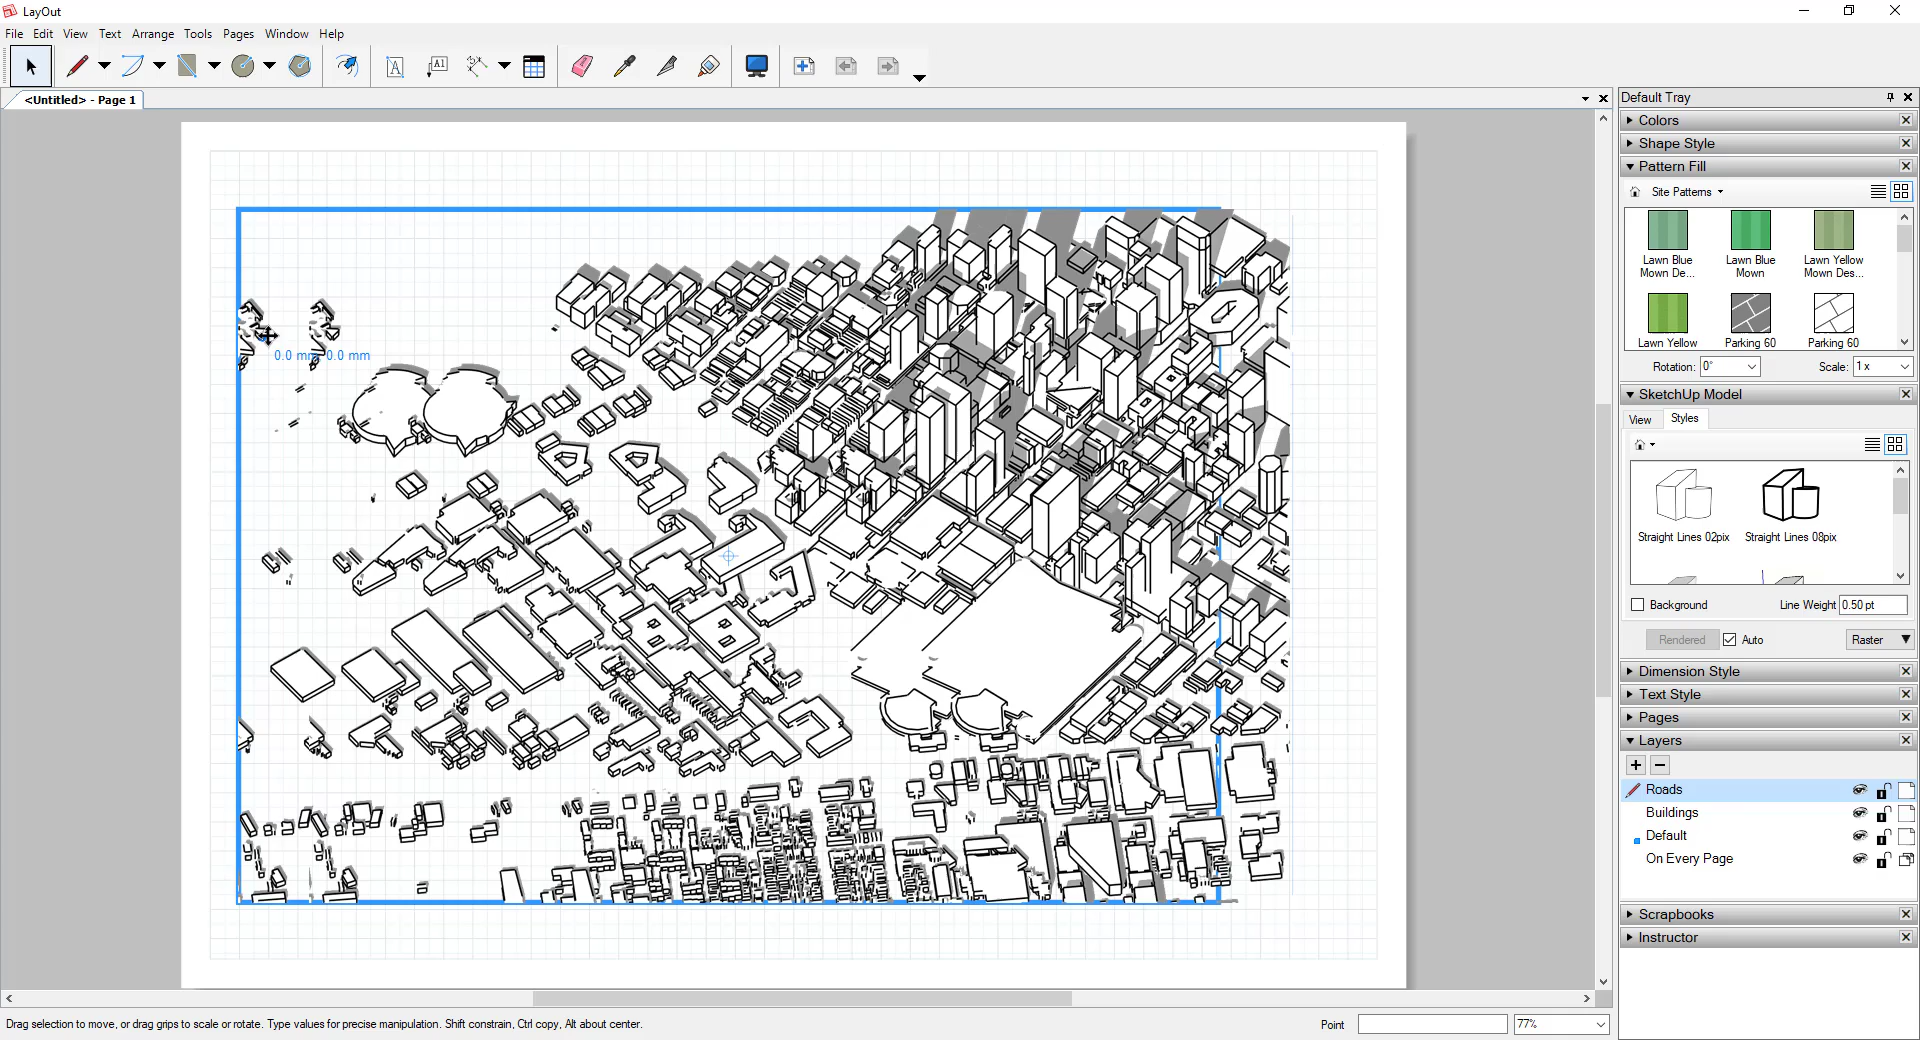 LayOut
File Edit View Text Arrange Tools Pages Window Help
A A1
<Untitled> - Page 1
Default Tray
Colors
Shape Style
Pattern Fill
Site Patterns
Lawn Blue Mown De...
Lawn Blue Mown
Lawn Yellow Mown Des...
Lawn Yellow
Parking 60
Parking 60
Rotation: 0° Scale: 1 x
SketchUp Model
View Styles
Straight Lines 02pix Straight Lines 08pix
Background Line Weight 0.50 pt
Rendered Auto Raster
Dimension Style
Text Style
Pages
Layers
Roads
Buildings
Default
On Every Page
Scrapbooks
Instructor
0.0 mm, 0.0 mm
Drag selection to move, or drag grips to scale or rotate. Type values for precise manipulation. Shift constrain, Ctrl copy, Alt about center.
Point 77%